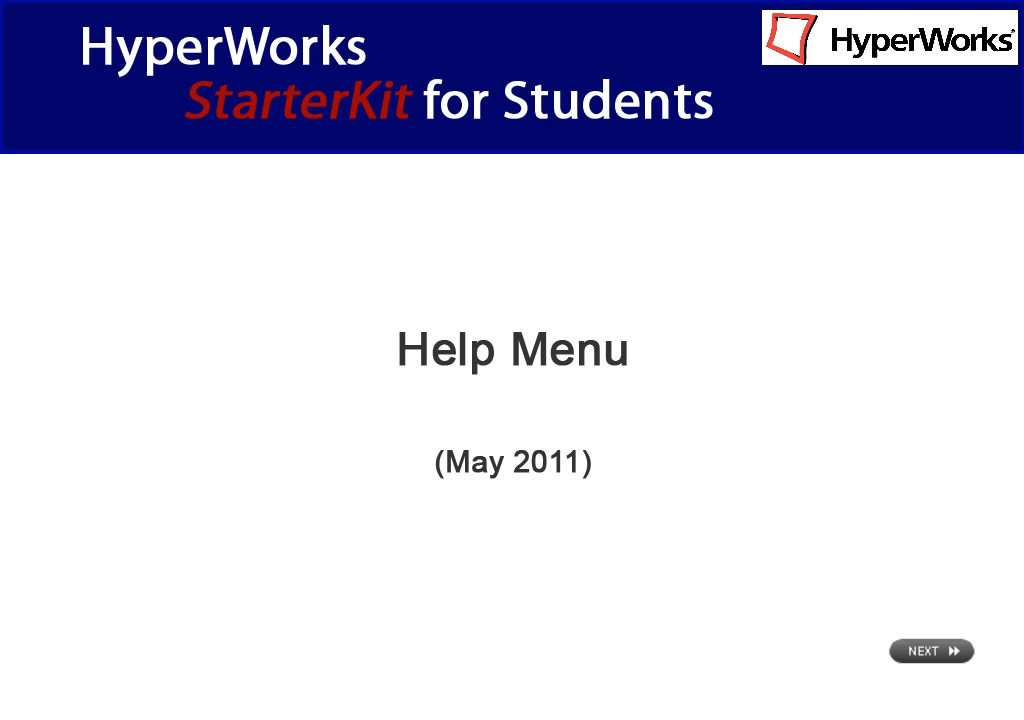 HyperWorks
StarterKit for Students
HyperWorks
Help Menu
(May 2011)
NEXT